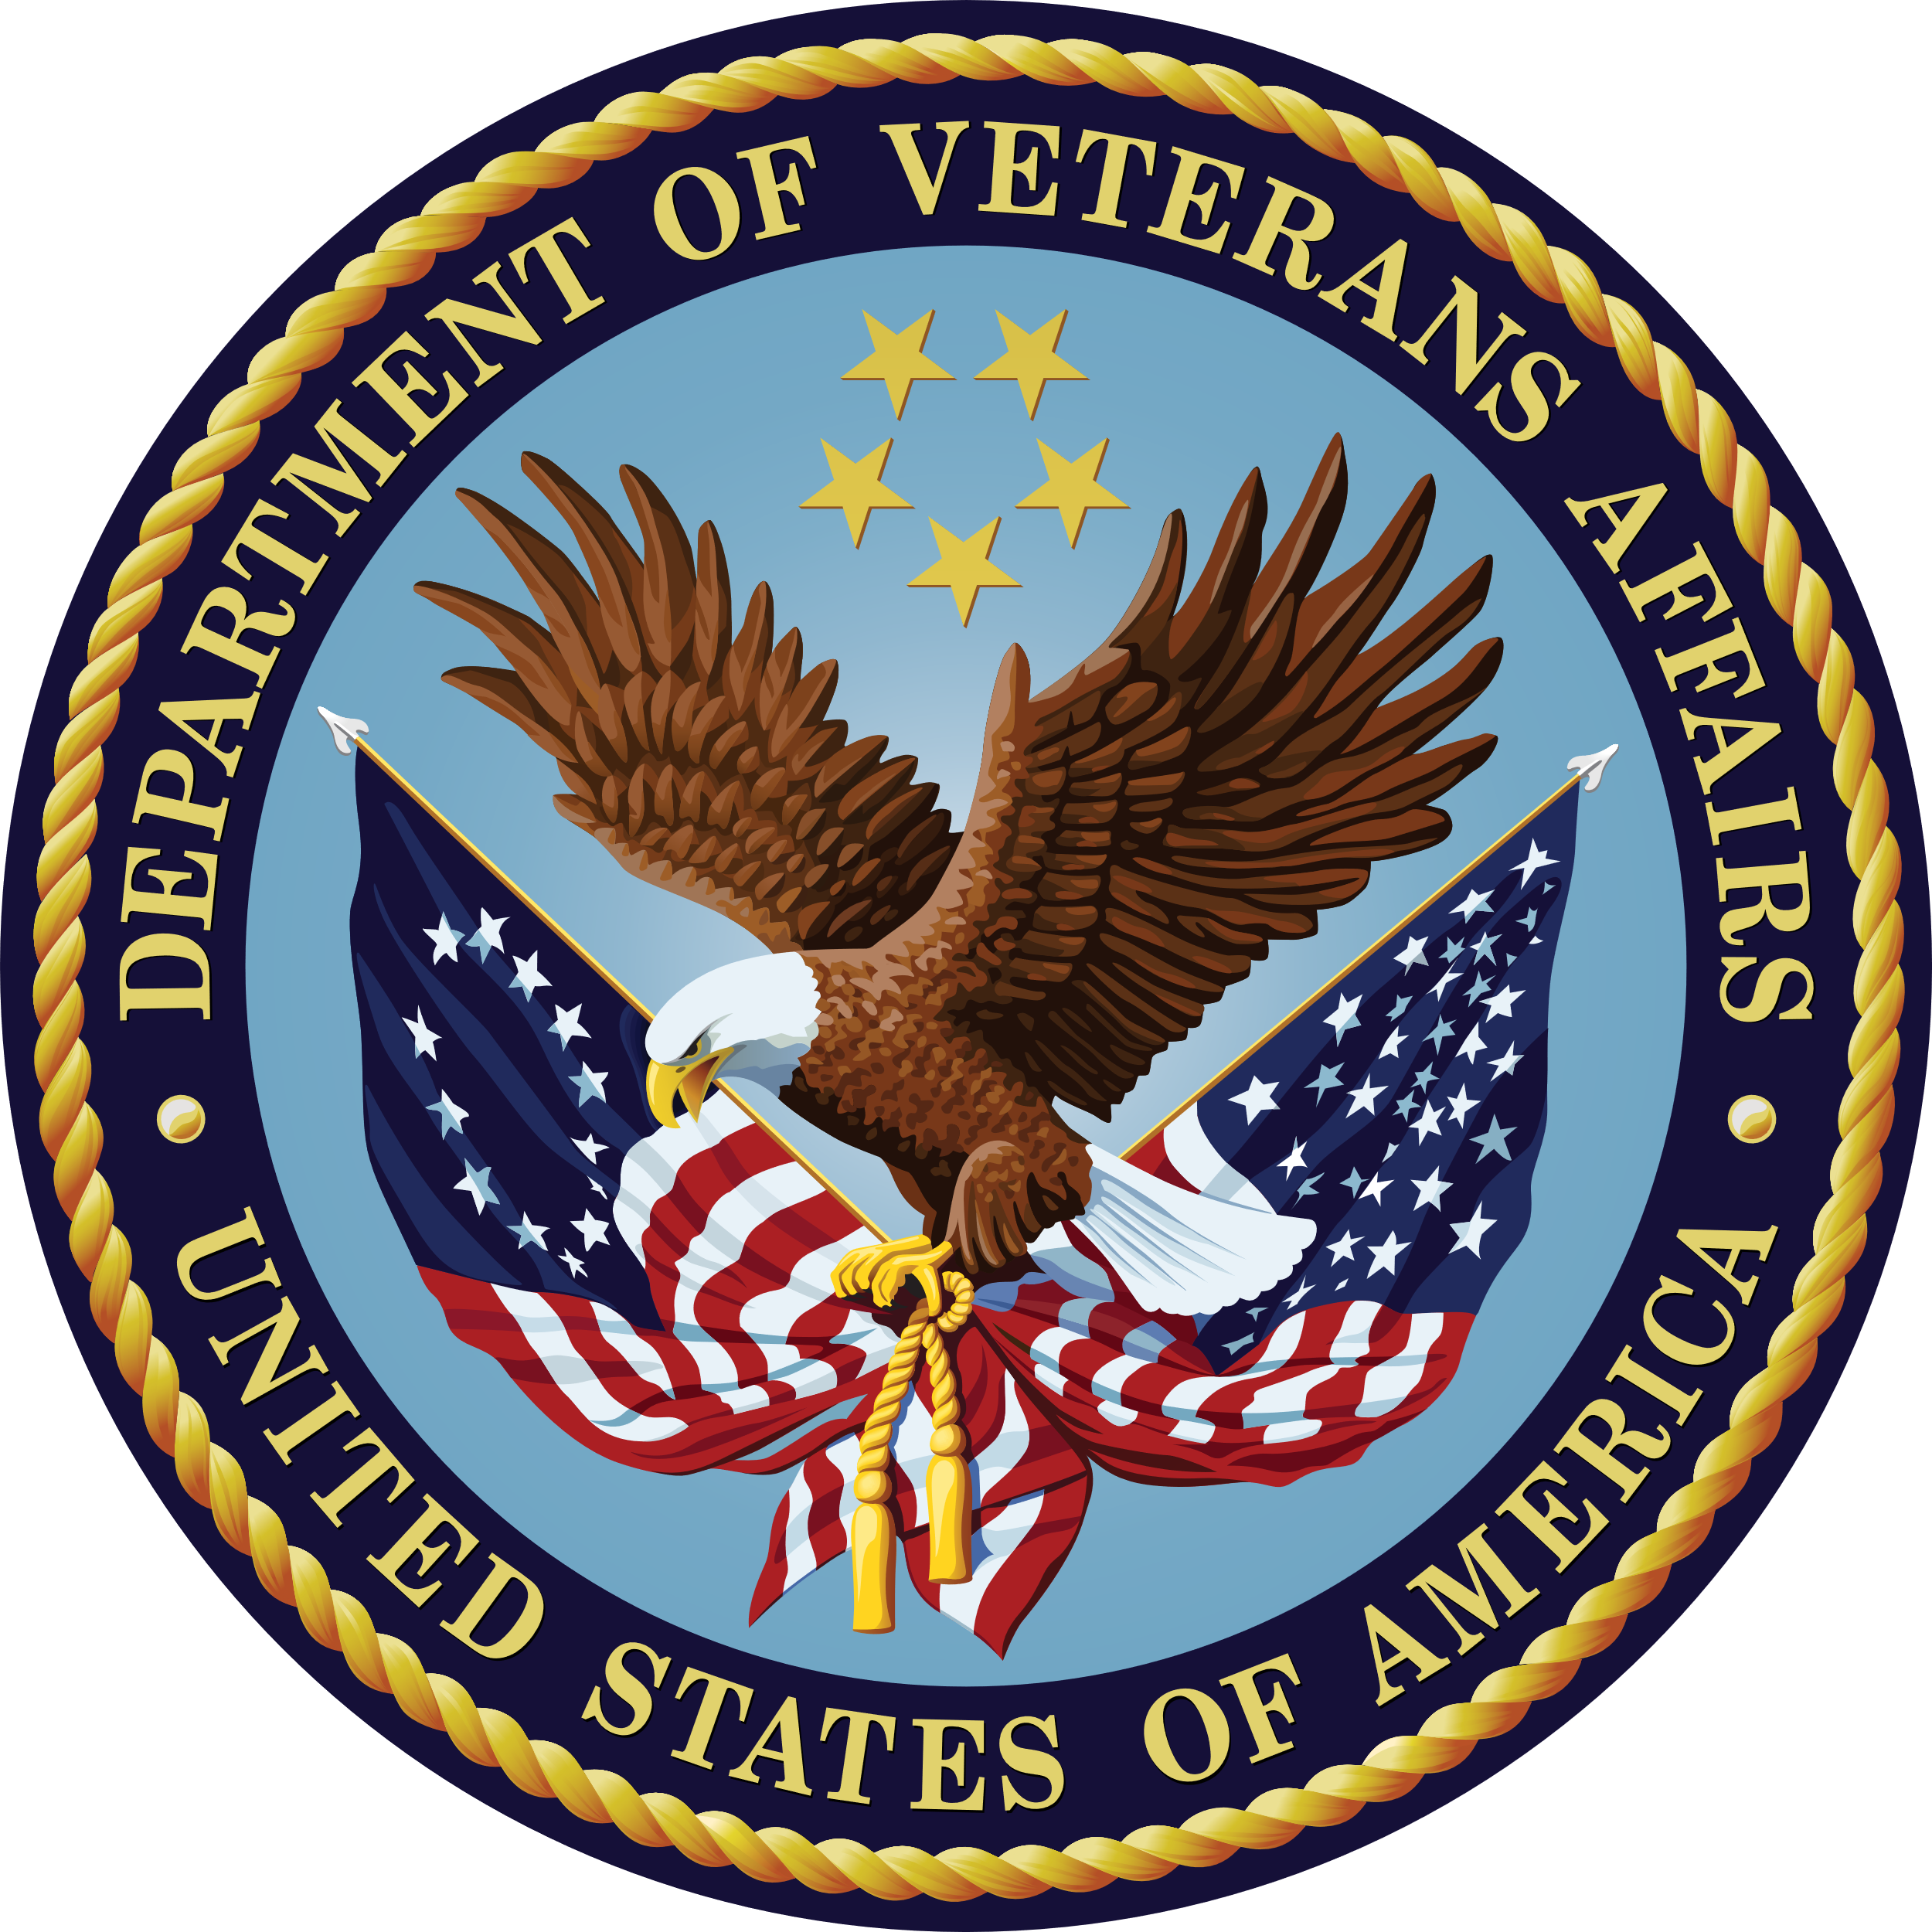 DEPARTMENT OF VETERANS AFFAIRS
UNITED STATES OF AMERICA